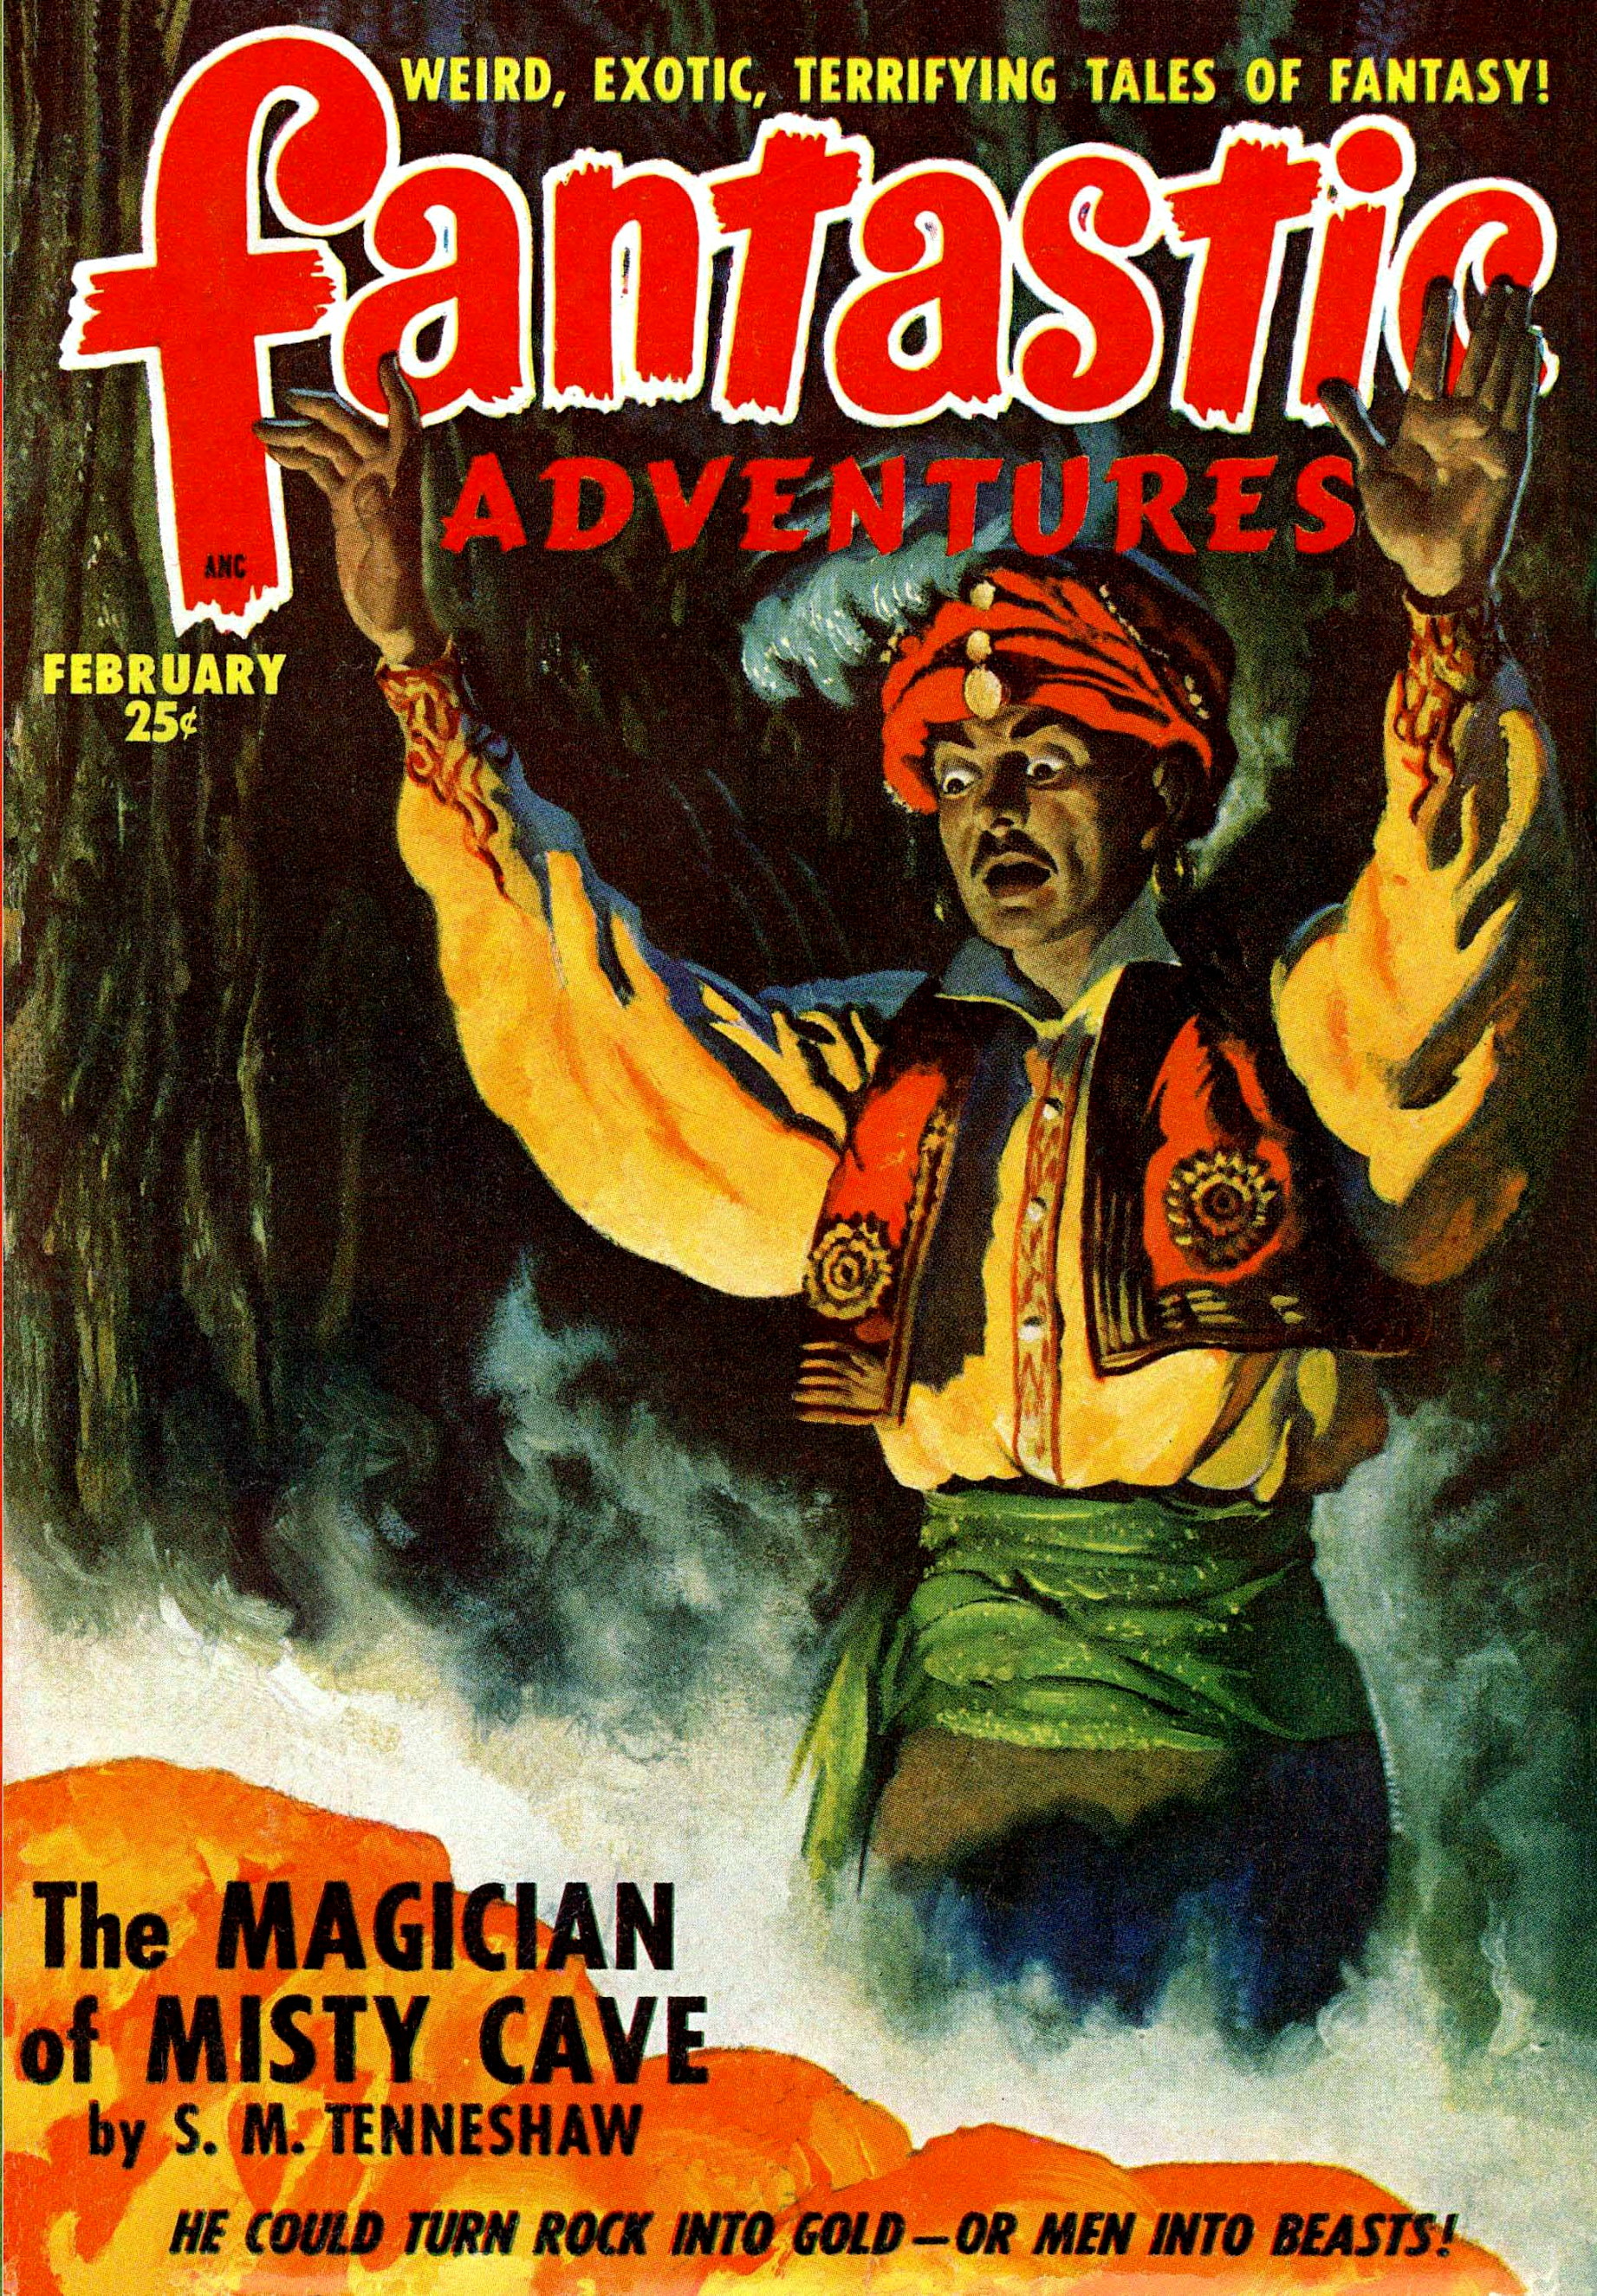 WEIRD, EXOTIC, TERRIFYING TALES OF FANTASY!
fantastic
ADVENTURES
ANC
FEBRUARY
25¢
The MAGICIAN
of MISTY CAVE
by S. M. TENNESHAW
HE COULD TURN ROCK INTO GOLD—OR MEN INTO BEASTS!